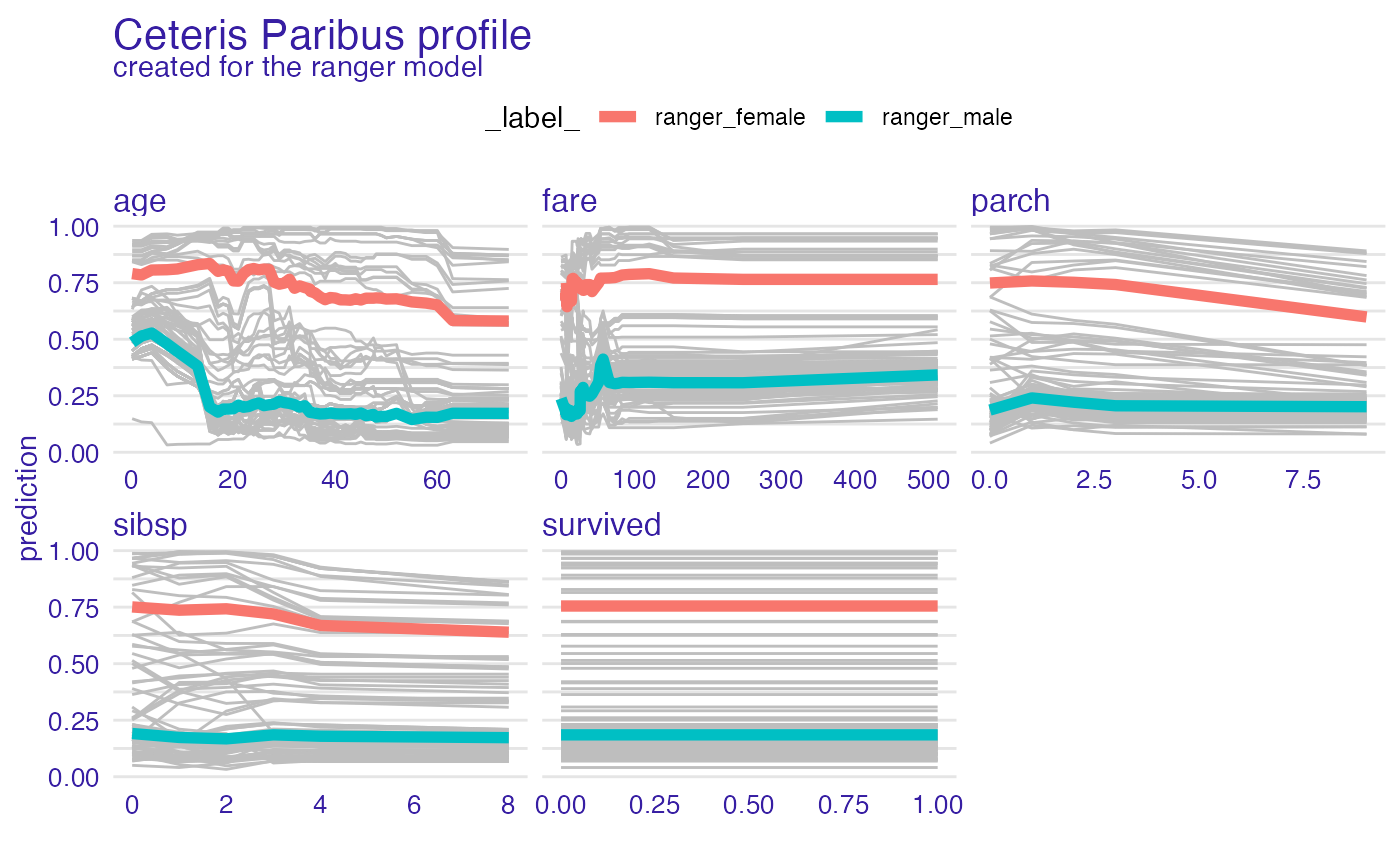 Ceteris Paribus profile
created for the ranger model
_label_ ranger_female ranger_male
age fare parch
1.00
0.75
0.50
0.25
0.00
0 20 40 60 0 100 200 300 400 500 0.0 2.5 5.0 7.5
prediction
sibsp survived
1.00
0.75
0.50
0.25
0.00
0 2 4 6 8 0.00 0.25 0.50 0.75 1.00